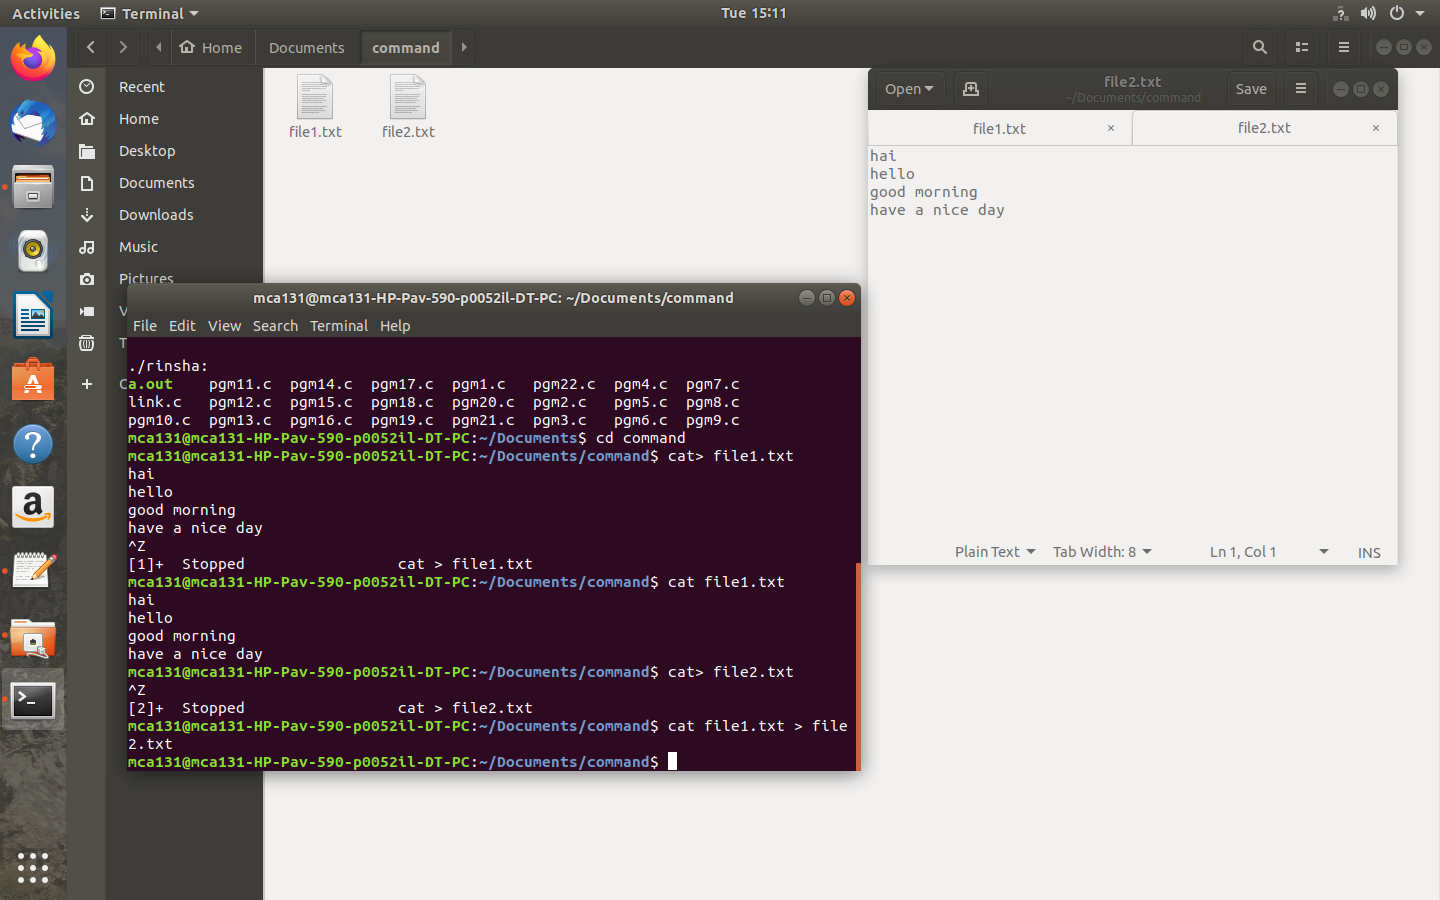 Activities Terminal Tue 15:11
Home Documents command
Recent
Home
Desktop
Documents
Downloads
Music
Pictures
file1.txt file2.txt
Open file2.txt Save
~/Documents/command
file1.txt × file2.txt ×
hai
hello
good morning
have a nice day
Plain Text Tab Width: 8 Ln 1, Col 1 INS
mca131@mca131-HP-Pav-590-p0052il-DT-PC: ~/Documents/command
File Edit View Search Terminal Help
./rinsha:
a.out pgm11.c pgm14.c pgm17.c pgm1.c pgm22.c pgm4.c pgm7.c
link.c pgm12.c pgm15.c pgm18.c pgm20.c pgm2.c pgm5.c pgm8.c
pgm10.c pgm13.c pgm16.c pgm19.c pgm21.c pgm3.c pgm6.c pgm9.c
mca131@mca131-HP-Pav-590-p0052il-DT-PC:~/Documents$ cd command
mca131@mca131-HP-Pav-590-p0052il-DT-PC:~/Documents/command$ cat> file1.txt
hai
hello
good morning
have a nice day
^Z
[1]+ Stopped cat > file1.txt
mca131@mca131-HP-Pav-590-p0052il-DT-PC:~/Documents/command$ cat file1.txt
hai
hello
good morning
have a nice day
mca131@mca131-HP-Pav-590-p0052il-DT-PC:~/Documents/command$ cat> file2.txt
^Z
[2]+ Stopped cat > file2.txt
mca131@mca131-HP-Pav-590-p0052il-DT-PC:~/Documents/command$ cat file1.txt > file
2.txt
mca131@mca131-HP-Pav-590-p0052il-DT-PC:~/Documents/command$